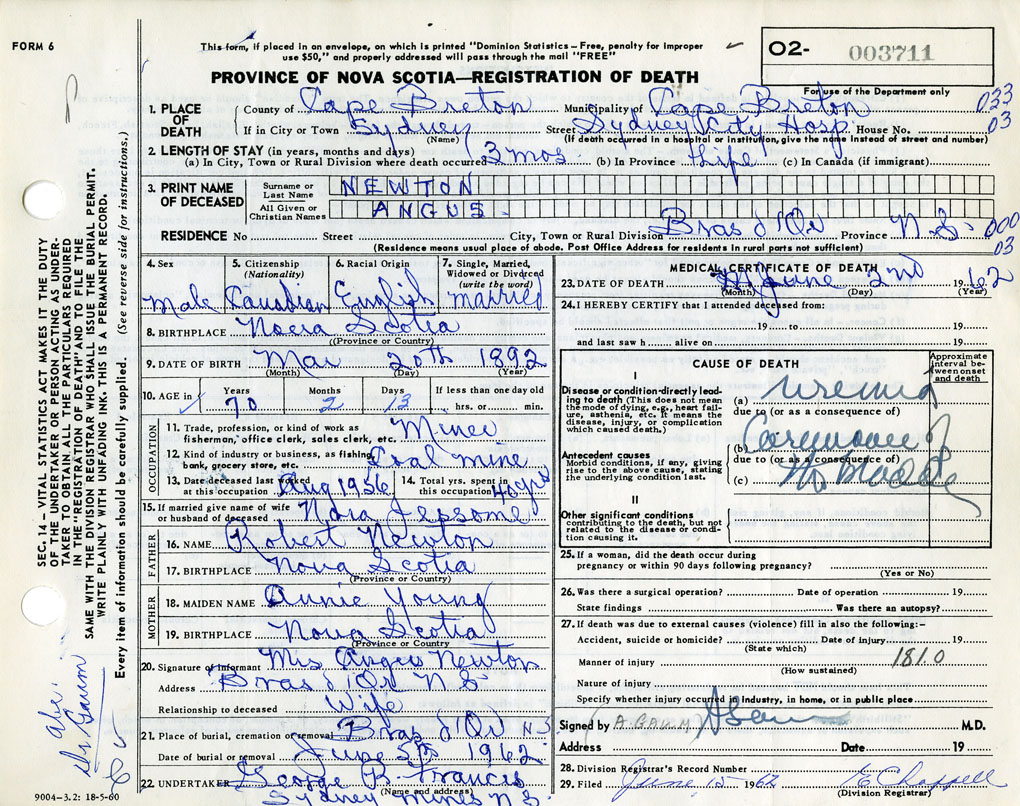 FORM 6
This form, if placed in an envelope, on which is printed "Dominion Statistics – Free, penalty for improper
use $50," and properly addressed will pass through the mail "FREE"
O2- 003711
PROVINCE OF NOVA SCOTIA—REGISTRATION OF DEATH
For use of the Department only
033
03
1. PLACE OF DEATH
County of Cape Breton Municipality of Cape Breton
If in City or Town Sydney Street Sydney City Hosp. House No.
(Name) (If death occurred in a hospital or institution, give its name instead of street and number)
2. LENGTH OF STAY (in years, months and days)
(a) In City, Town or Rural Division where death occurred 3 mos. (b) In Province Life (c) In Canada (if immigrant)
3. PRINT NAME OF DECEASED
Surname or Last Name NEWTON
All Given or Christian Names ANGUS.
RESIDENCE No Street City, Town or Rural Division Bras d'Or Province N.S.
000
03
(Residence means usual place of abode. Post Office Address for residents in rural parts not sufficient)
4. Sex Male
5. Citizenship (Nationality) Canadian
6. Racial Origin English
7. Single, Married, Widowed or Divorced (write the word) married
8. BIRTHPLACE Nova Scotia
(Province or Country)
9. DATE OF BIRTH Mar 20th 1892
(Month) (Day) (Year)
10. AGE in Years Months Days If less than one day old
70 2 13 hrs. or min.
OCCUPATION
11. Trade, profession, or kind of work as fisherman, office clerk, sales clerk, etc. Miner
12. Kind of industry or business, as fishing, bank, grocery store, etc. Coal mine
13. Date deceased last worked at this occupation Aug 1956
14. Total yrs. spent in this occupation 40 yrs
15. If married give name of wife or husband of deceased Nora Jessome
FATHER
16. NAME Robert Newton
17. BIRTHPLACE Nova Scotia
(Province or Country)
MOTHER
18. MAIDEN NAME Annie Young
19. BIRTHPLACE Nova Scotia
(Province or Country)
20. Signature of informant Mrs Angus Newton
Address Bras d'Or N S
Relationship to deceased Wife
21. Place of burial, cremation or removal Bras d'Or N S
Date of burial or removal June 5th 1962
22. UNDERTAKER George R. Francis
(Name and address)
Sydney Mines N.S.
MEDICAL CERTIFICATE OF DEATH
23. DATE OF DEATH June 2nd 1962
(Month) (Day) (Year)
24. I HEREBY CERTIFY that I attended deceased from:
19 to 19
and last saw h alive on 19
CAUSE OF DEATH
Approximate interval between onset and death
I
Disease or condition directly leading to death (This does not mean the mode of dying, e.g., heart failure, asthenia, etc. It means the disease, injury, or complication which caused death.)
(a) Uremia
due to (or as a consequence of)
Antecedent causes
Morbid conditions, if any, giving rise to the above cause, stating the underlying condition last.
(b) Carcinoma of
due to (or as a consequence of)
(c) Bladder
II
Other significant conditions
contributing to the death, but not related to the disease or condition causing it.
25. If a woman, did the death occur during
pregnancy or within 90 days following pregnancy?
(Yes or No)
26. Was there a surgical operation? Date of operation 19
State findings Was there an autopsy?
27. If death was due to external causes (violence) fill in also the following:–
Accident, suicide or homicide? Date of injury 19
(State which)
Manner of injury 181.0
(How sustained)
Nature of injury
Specify whether injury occurred in industry, in home, or in public place
Signed by (A. GAUM) M.D.
Address Date 19
28. Division Registrar's Record Number
29. Filed June 15 1962 E Chappell
(Division Registrar)
SEC. 14 – VITAL STATISTICS ACT MAKES IT THE DUTY
OF THE UNDERTAKER OR PERSON ACTING AS UNDER-
TAKER TO OBTAIN ALL THE PARTICULARS REQUIRED
IN THE "REGISTRATION OF DEATH" AND TO FILE THE
SAME WITH THE DIVISION REGISTRAR WHO SHALL ISSUE THE BURIAL PERMIT.
WRITE PLAINLY WITH UNFADING INK. THIS IS A PERMANENT RECORD.
Every item of information should be carefully supplied. (See reverse side for instructions.)
Dr Abe Gaum
9004-3.2: 18-5-60